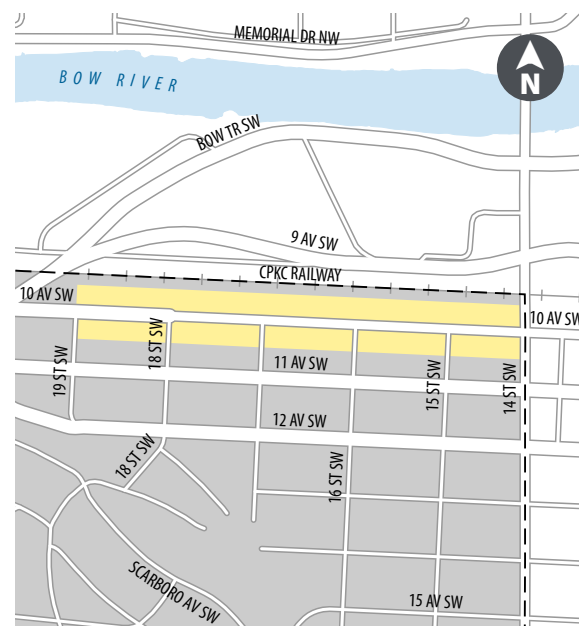 MEMORIAL DR NW
N
BOW RIVER
BOW TR SW
9 AV SW
CPKC RAILWAY
10 AV SW
10 AV SW
18 ST SW
19 ST SW
11 AV SW
15 ST SW
14 ST SW
12 AV SW
18 ST SW
16 ST SW
SCARBORO AV SW
15 AV SW